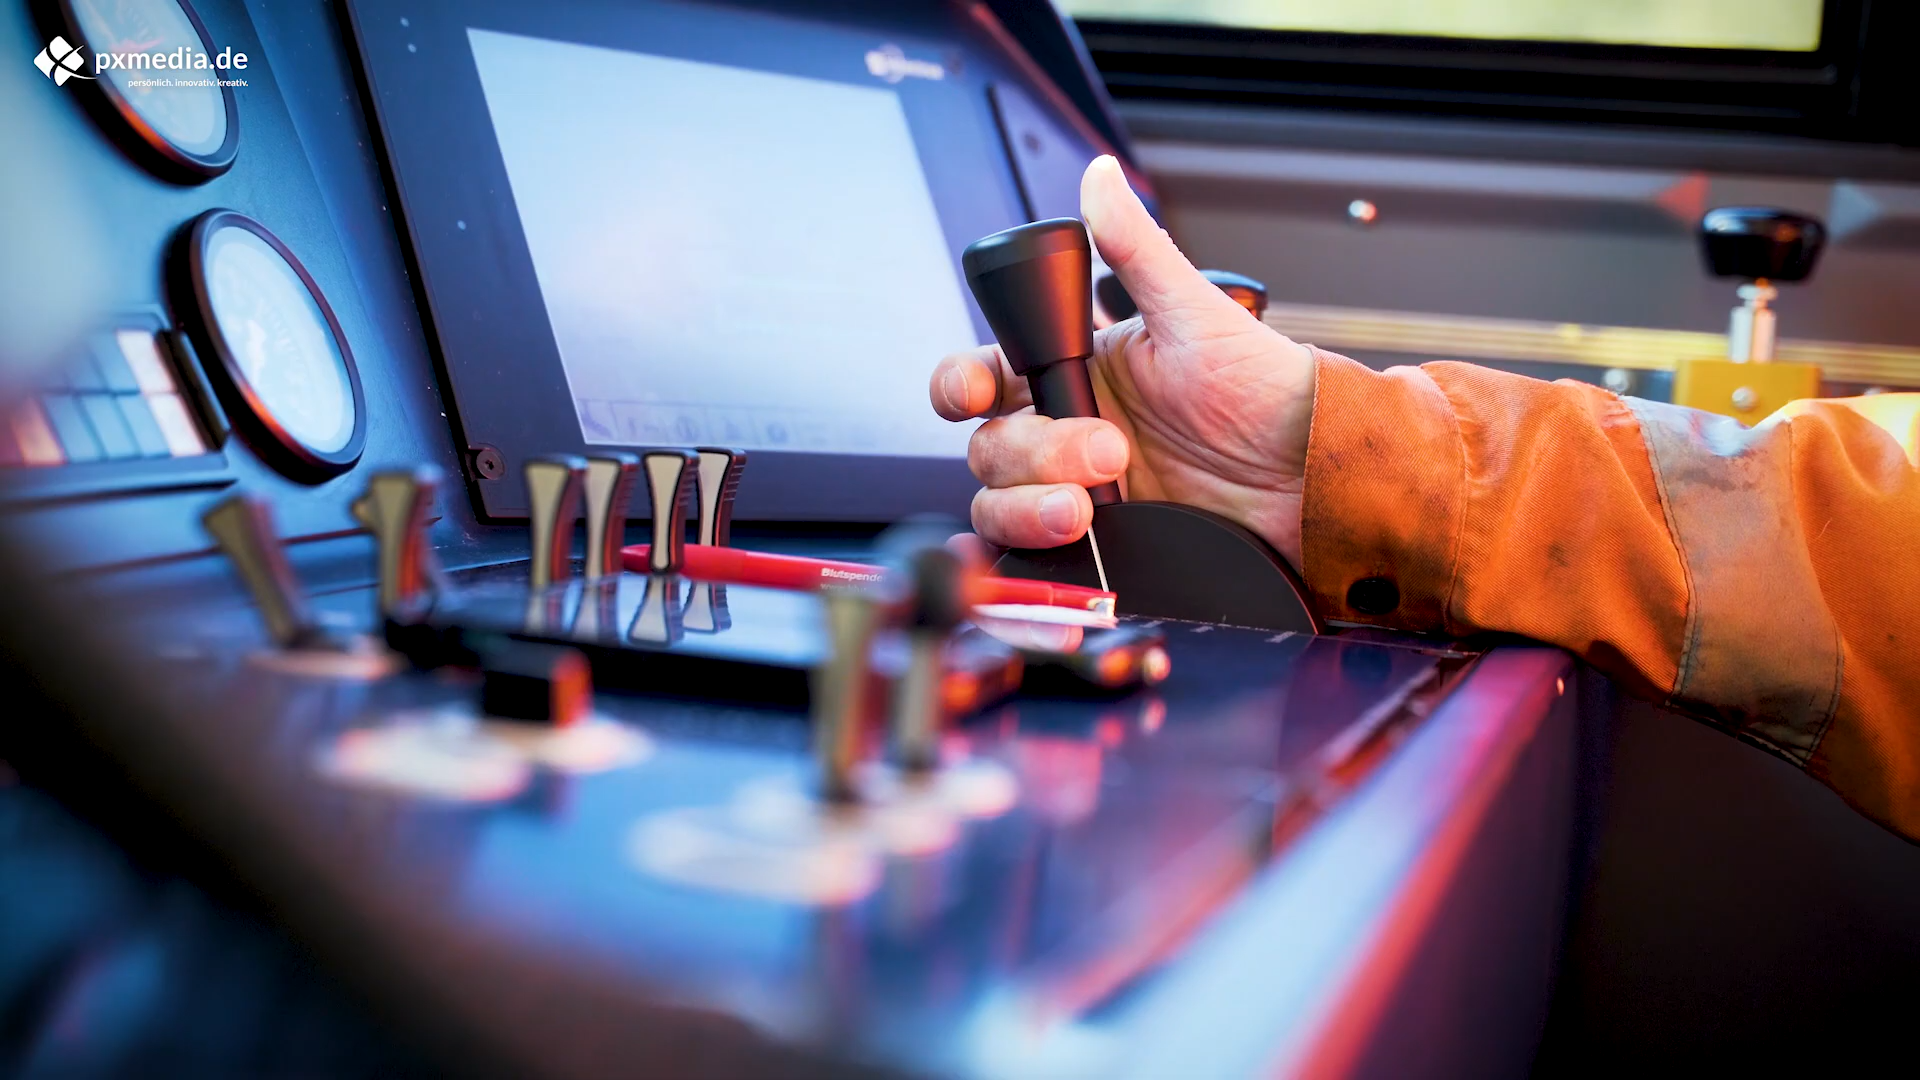 pxmedia.de
persönlich. innovativ. kreativ.
Blutspende